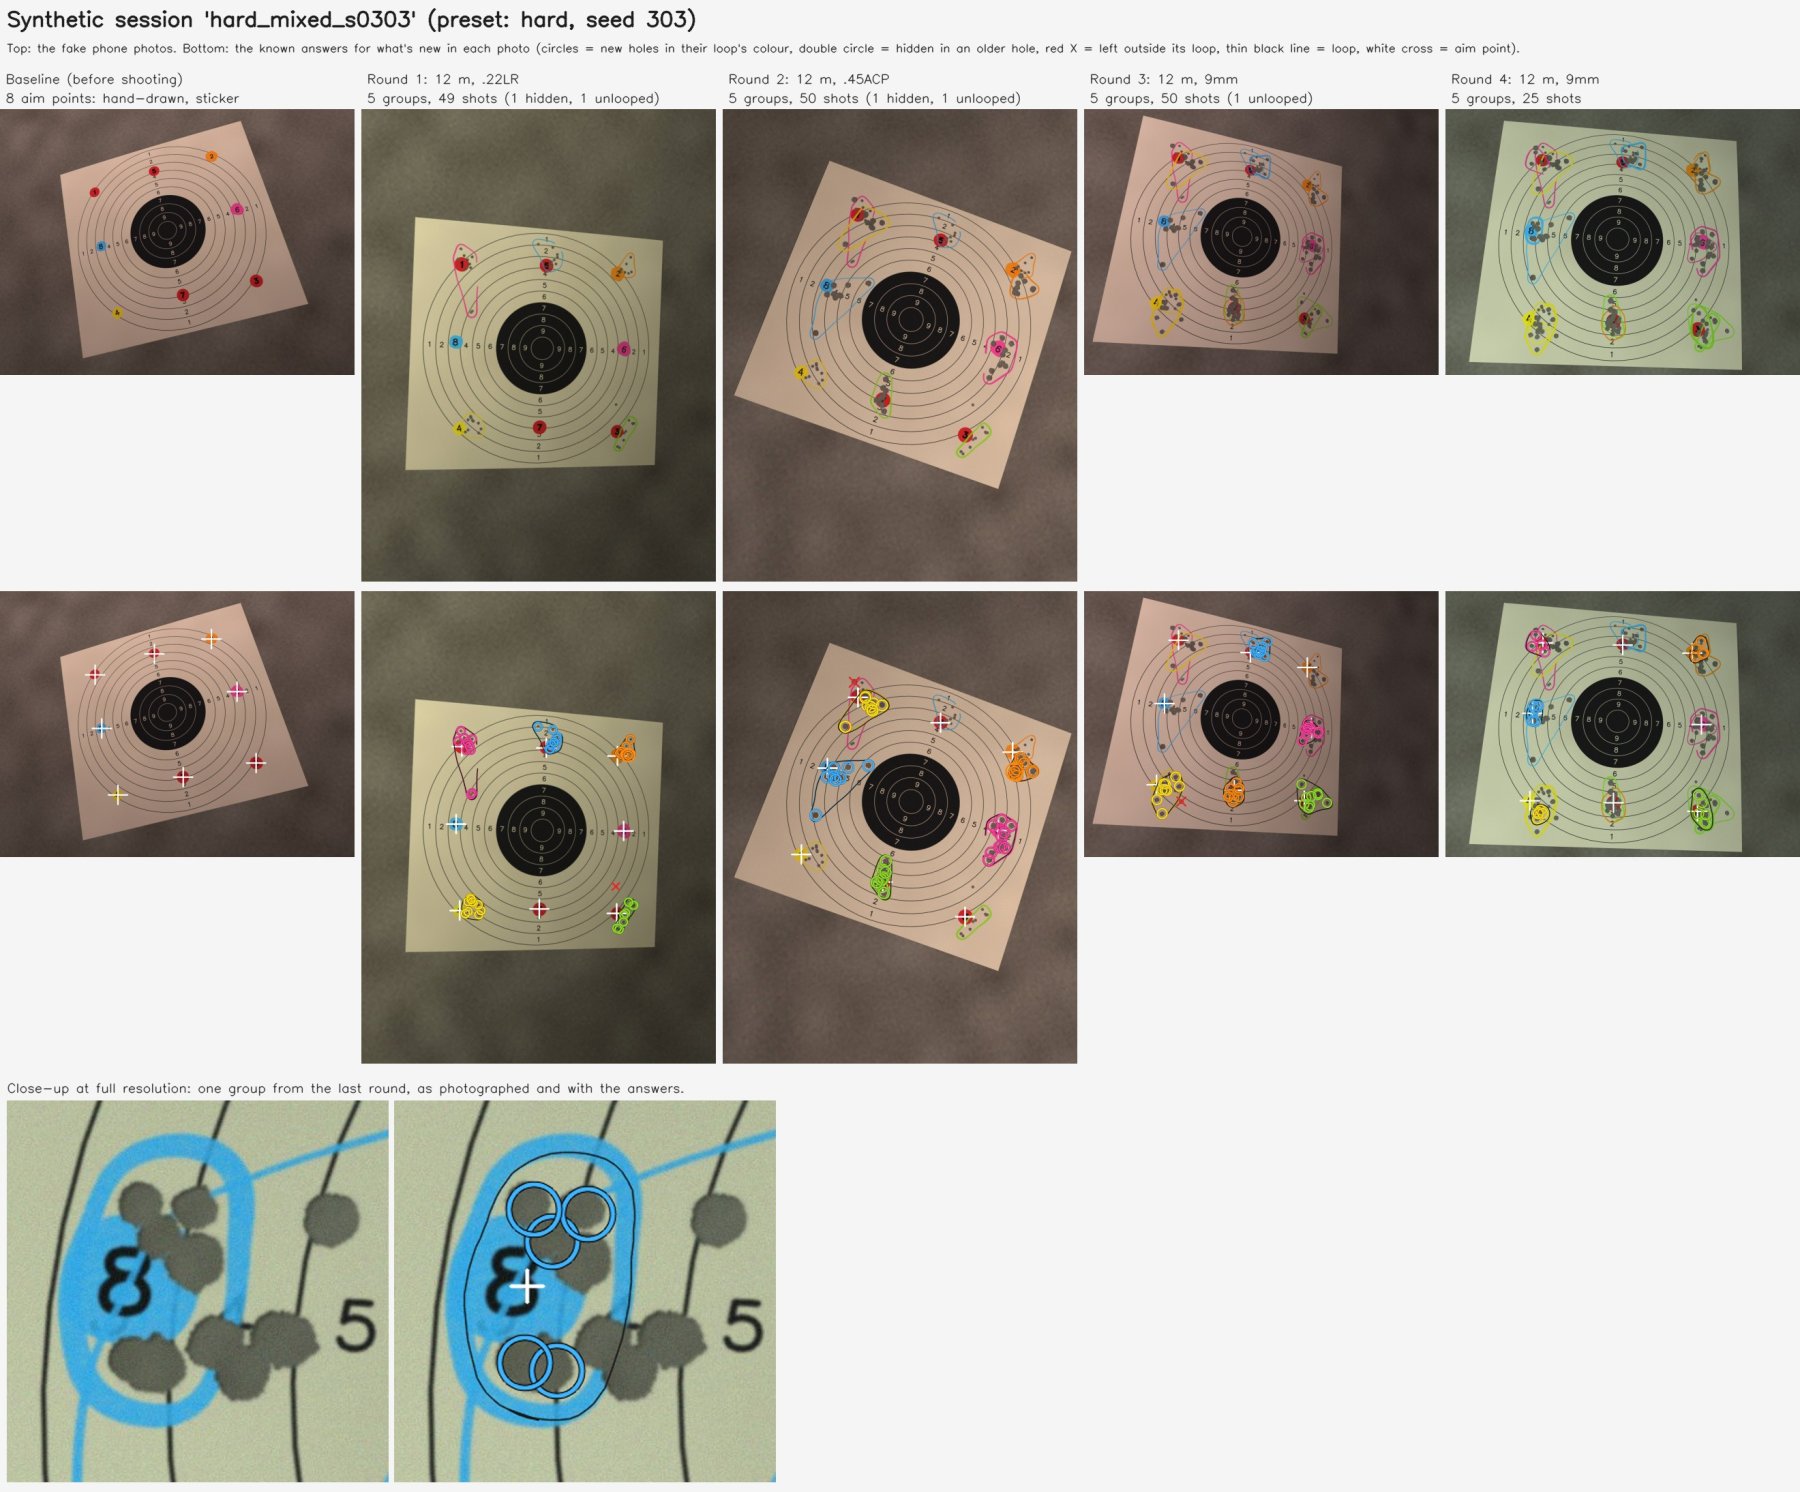 Synthetic session 'hard_mixed_s0303' (preset: hard, seed 303)
Top: the fake phone photos. Bottom: the known answers for what's new in each photo (circles = new holes in their loop's colour, double circle = hidden in an older hole, red X = left outside its loop, thin black line = loop, white cross = aim point).
Baseline (before shooting)
8 aim points: hand-drawn, sticker
Round 1: 12 m, .22LR
5 groups, 49 shots (1 hidden, 1 unlooped)
Round 2: 12 m, .45ACP
5 groups, 50 shots (1 hidden, 1 unlooped)
Round 3: 12 m, 9mm
5 groups, 50 shots (1 unlooped)
Round 4: 12 m, 9mm
5 groups, 25 shots
Close-up at full resolution: one group from the last round, as photographed and with the answers.
8
5
8
5